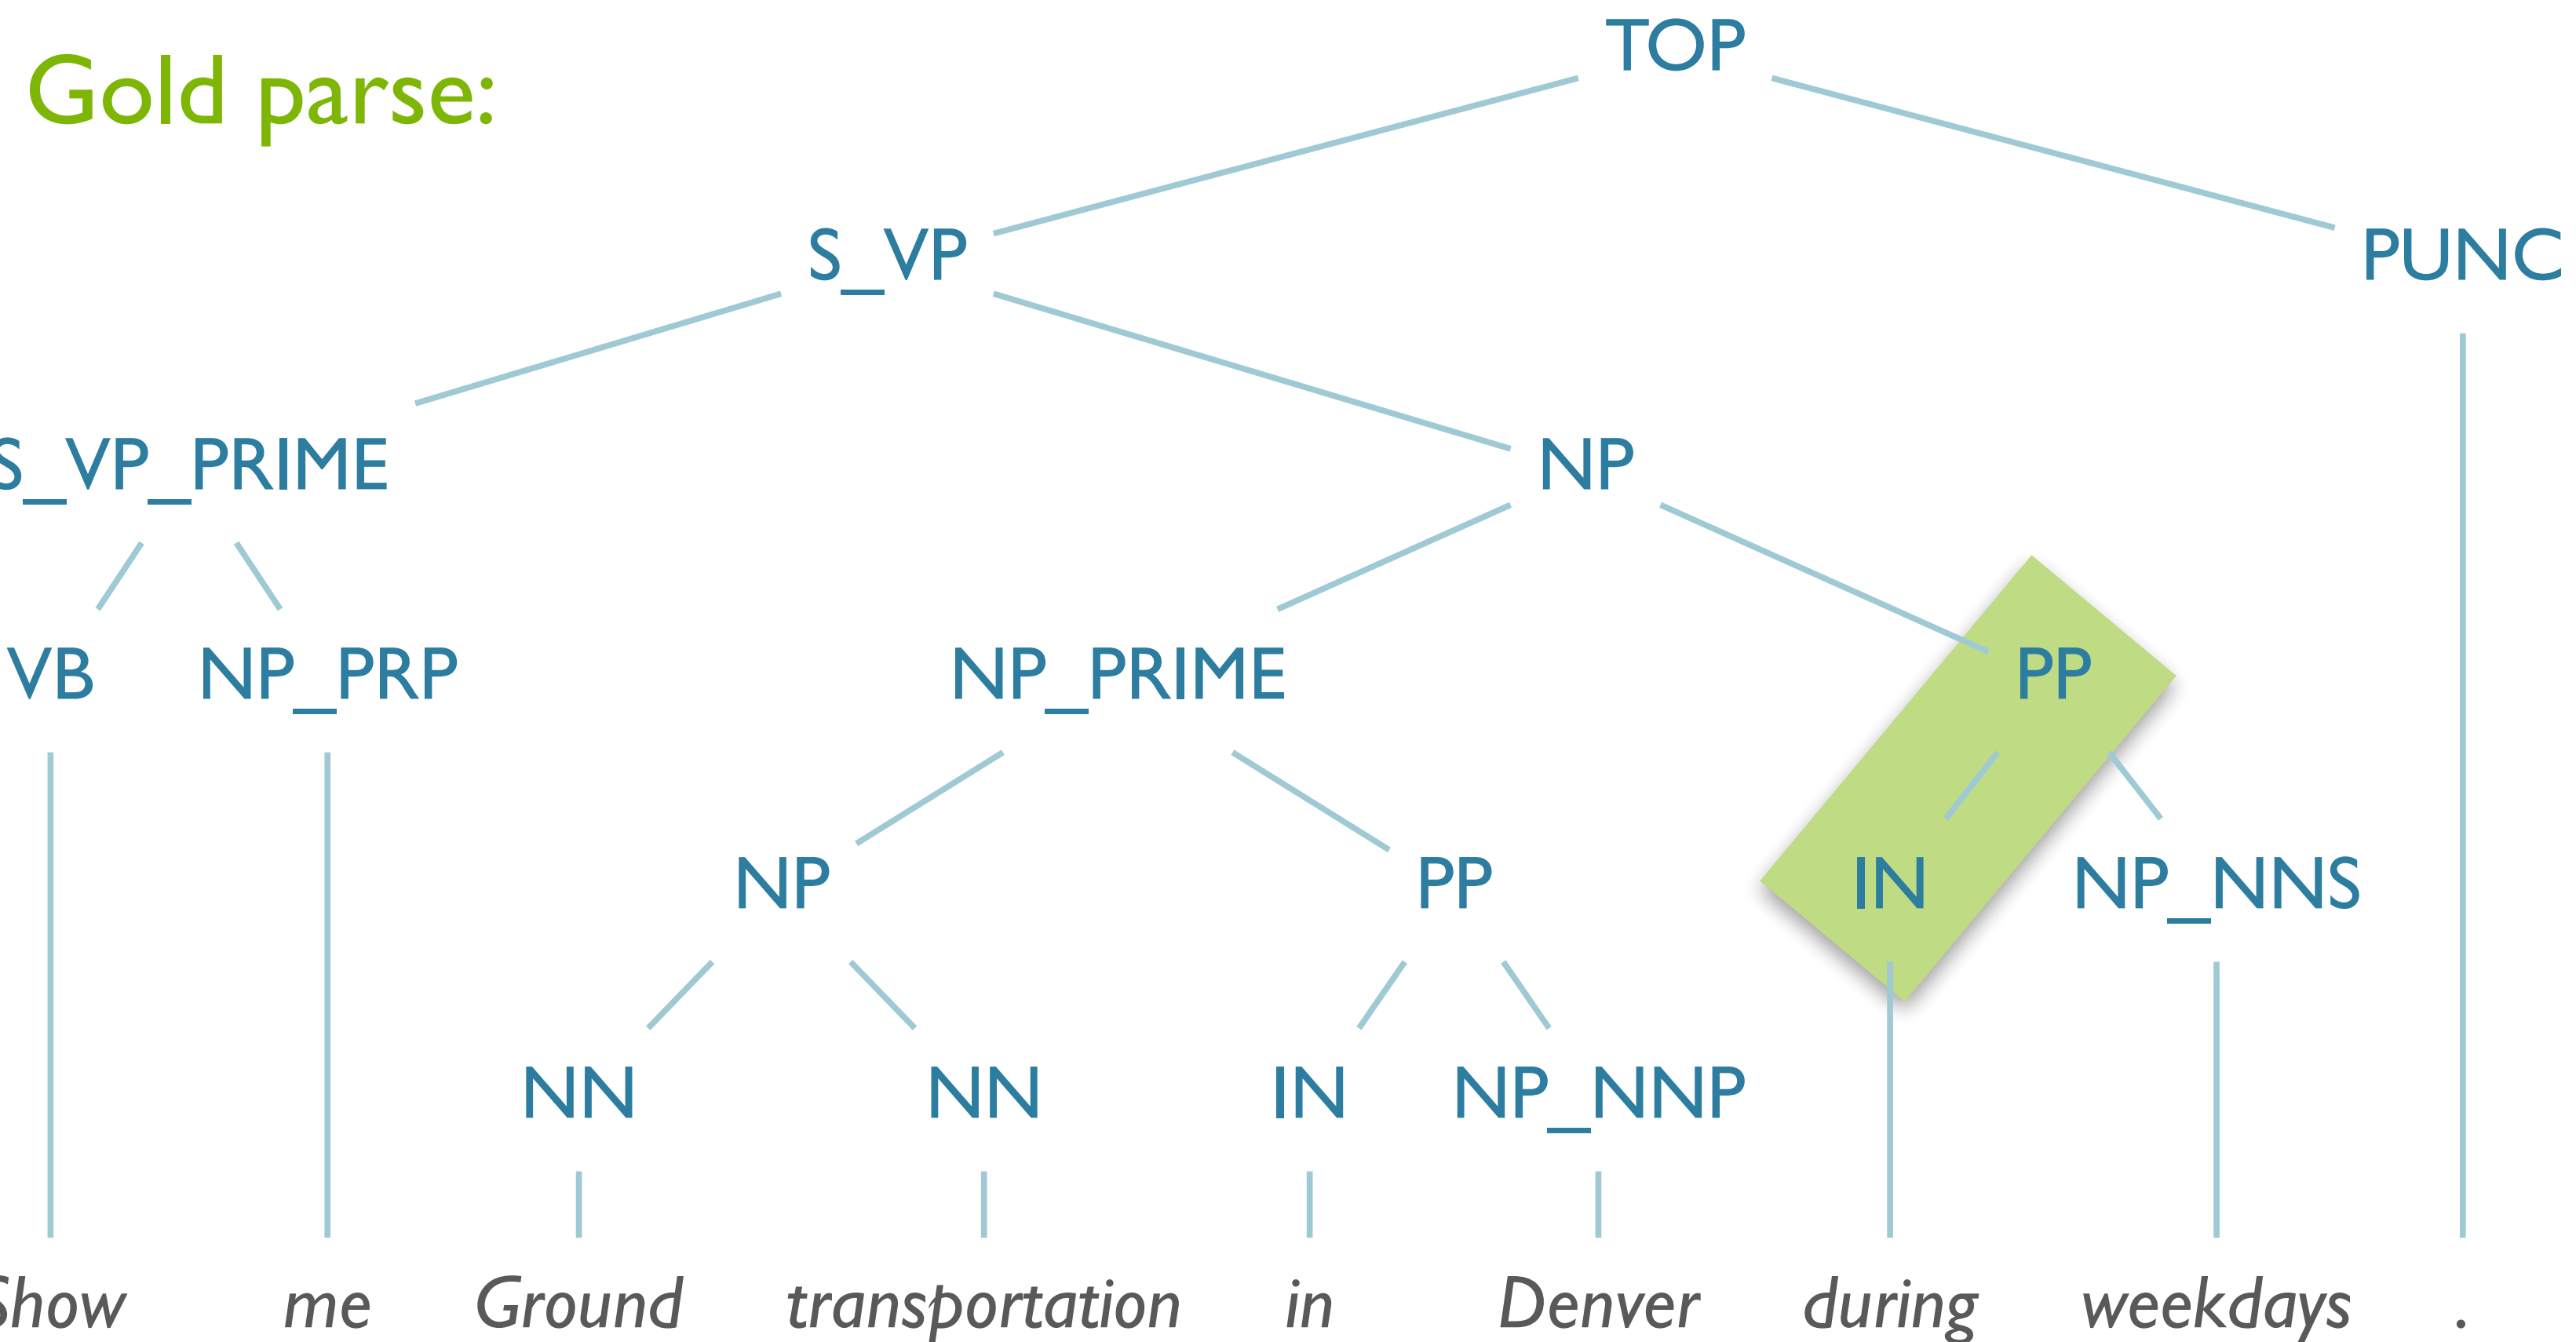 TOP
Gold parse:
S_VP PUNC
S_VP_PRIME NP
VB NP_PRP NP_PRIME PP
NP PP IN NP_NNS
NN NN IN NP_NNP
Show me Ground transportation in Denver during weekdays .